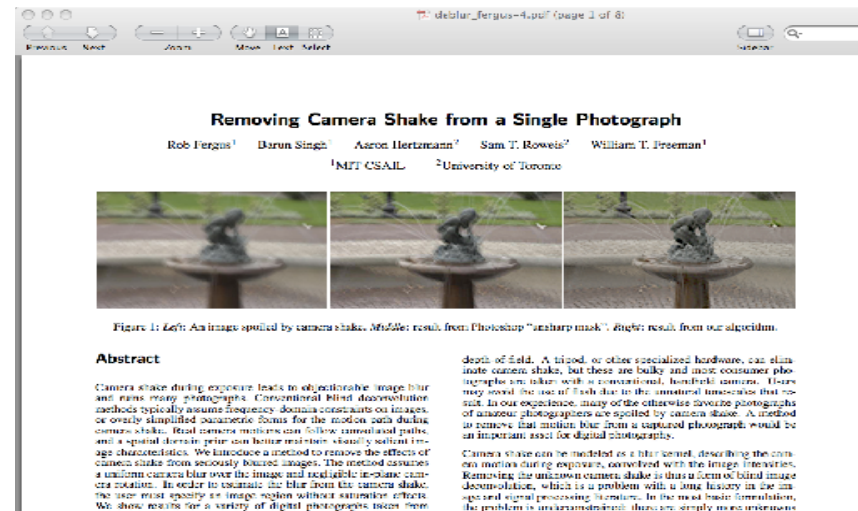 deblur_fergus-4.pdf (page 1 of 8)
Previous Next Zoom Move Text Select Sidebar
Removing Camera Shake from a Single Photograph
Rob Fergus1 Barun Singh1 Aaron Hertzmann2 Sam T. Roweis2 William T. Freeman1
1MIT CSAIL 2University of Toronto
Figure 1: Left: An image spoiled by camera shake. Middle: result from Photoshop “unsharp mask”. Right: result from our algorithm.
Abstract
Camera shake during exposure leads to objectionable image blur
and ruins many photographs. Conventional blind deconvolution
methods typically assume frequency-domain constraints on images,
or overly simplified parametric forms for the motion path during
camera shake. Real camera motions can follow convoluted paths,
and a spatial domain prior can better maintain visually salient im-
age characteristics. We introduce a method to remove the effects of
camera shake from seriously blurred images. The method assumes
a uniform camera blur over the image and negligible in-plane cam-
era rotation. In order to estimate the blur from the camera shake,
the user must specify an image region without saturation effects.
We show results for a variety of digital photographs taken from
depth of field. A tripod, or other specialized hardware, can elim-
inate camera shake, but these are bulky and most consumer pho-
tographs are taken with a conventional, handheld camera. Users
may avoid the use of flash due to the unnatural tonescales that re-
sult. In our experience, many of the otherwise favorite photographs
of amateur photographers are spoiled by camera shake. A method
to remove that motion blur from a captured photograph would be
an important asset for digital photography.
Camera shake can be modeled as a blur kernel, describing the cam-
era motion during exposure, convolved with the image intensities.
Removing the unknown camera shake is thus a form of blind image
deconvolution, which is a problem with a long history in the im-
age and signal processing literature. In the most basic formulation,
the problem is underconstrained: there are simply more unknowns